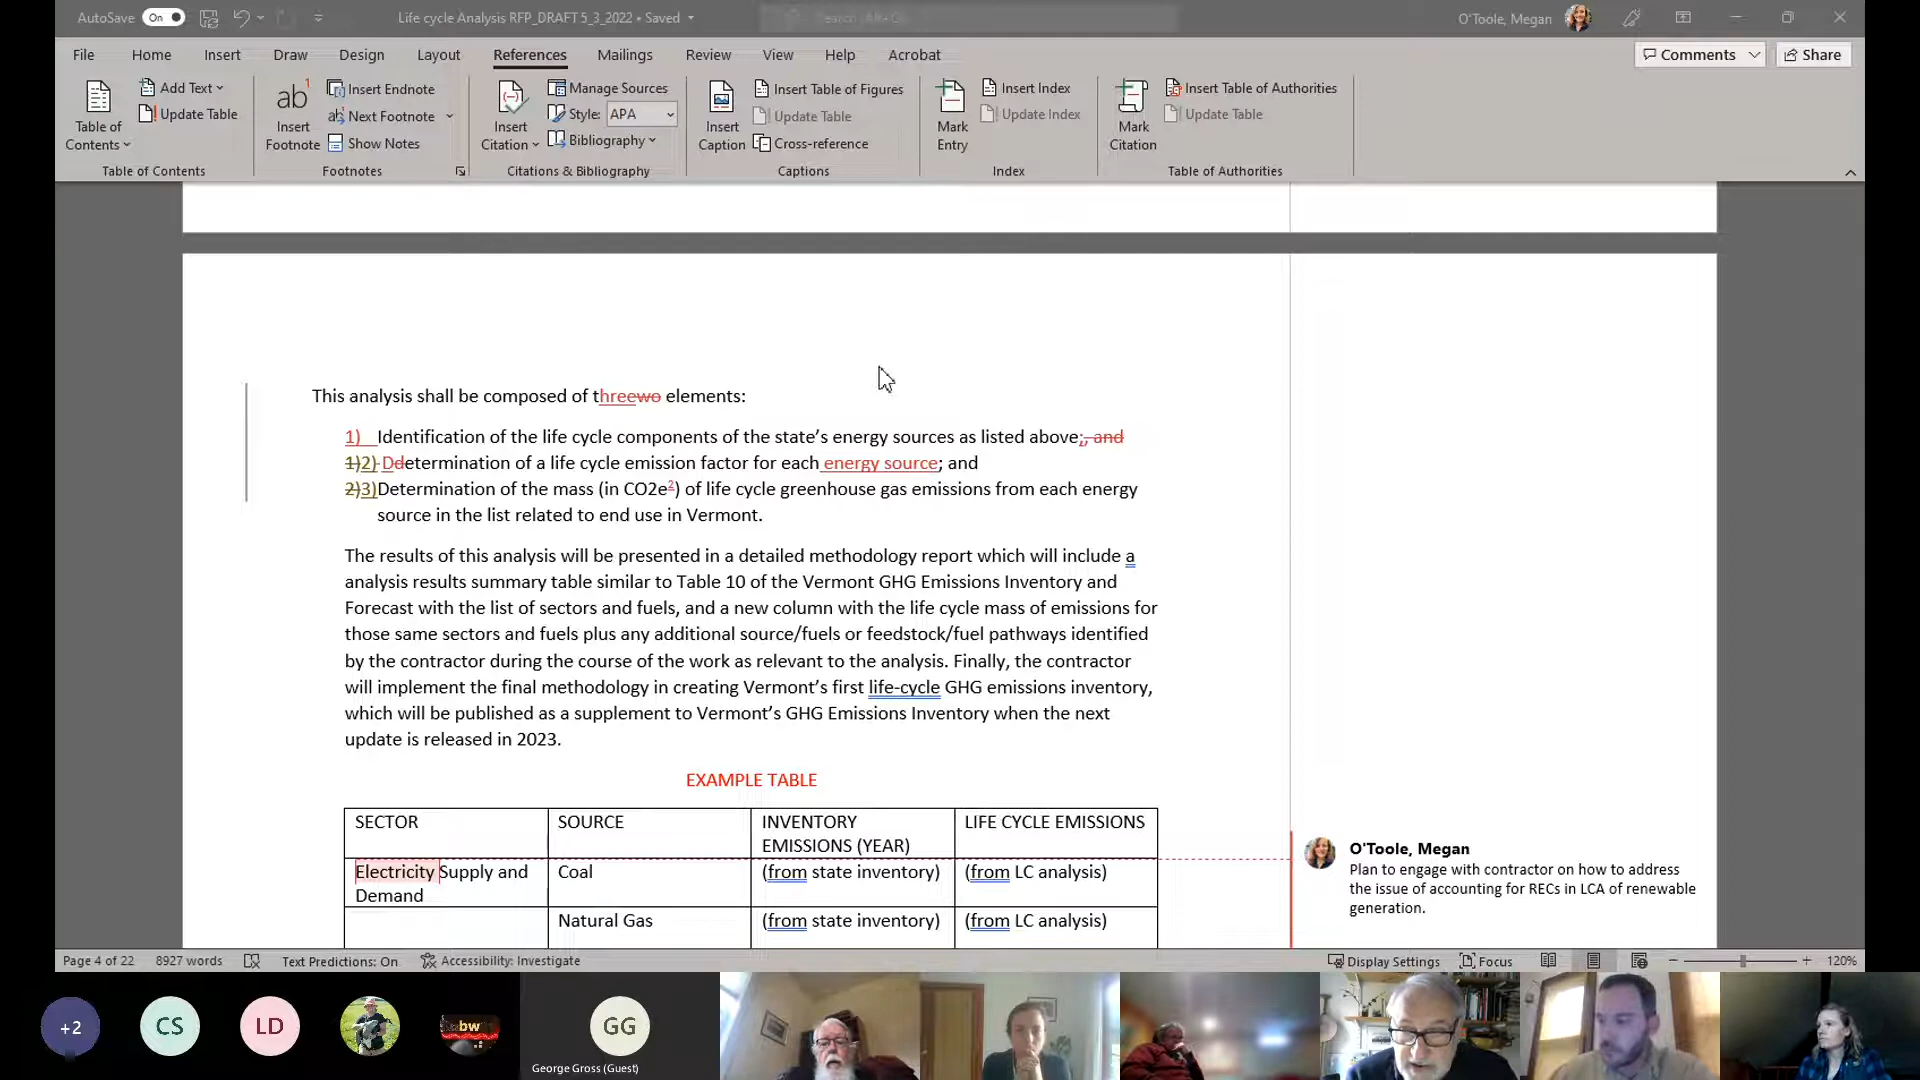 AutoSave On Life cycle Analysis RFP_DRAFT 5_3_2022 • Saved Search (Alt+Q) O'Toole, Megan
File Home Insert Draw Design Layout References Mailings Review View Help Acrobat Comments Share
Table of Contents
Add Text
Update Table
Table of Contents
ab1
Insert Footnote
Insert Endnote
ab Next Footnote
Show Notes
Footnotes
Insert Citation
Manage Sources
Style: APA
Bibliography
Citations & Bibliography
Insert Caption
Insert Table of Figures
Update Table
Cross-reference
Captions
Mark Entry
Insert Index
Update Index
Index
Mark Citation
Insert Table of Authorities
Update Table
Table of Authorities
This analysis shall be composed of threewo elements:
1) Identification of the life cycle components of the state's energy sources as listed above;, and
1)2) Ddetermination of a life cycle emission factor for each energy source; and
2)3)Determination of the mass (in CO2e2) of life cycle greenhouse gas emissions from each energy
source in the list related to end use in Vermont.
The results of this analysis will be presented in a detailed methodology report which will include a
analysis results summary table similar to Table 10 of the Vermont GHG Emissions Inventory and
Forecast with the list of sectors and fuels, and a new column with the life cycle mass of emissions for
those same sectors and fuels plus any additional source/fuels or feedstock/fuel pathways identified
by the contractor during the course of the work as relevant to the analysis. Finally, the contractor
will implement the final methodology in creating Vermont's first life-cycle GHG emissions inventory,
which will be published as a supplement to Vermont's GHG Emissions Inventory when the next
update is released in 2023.
EXAMPLE TABLE
SECTOR SOURCE INVENTORY EMISSIONS (YEAR) LIFE CYCLE EMISSIONS
Electricity Supply and Demand Coal (from state inventory) (from LC analysis)
Natural Gas (from state inventory) (from LC analysis)
O'Toole, Megan
Plan to engage with contractor on how to address
the issue of accounting for RECs in LCA of renewable
generation.
Page 4 of 22 8927 words Text Predictions: On Accessibility: Investigate Display Settings Focus 120%
+2 CS LD bw GG
George Gross (Guest)